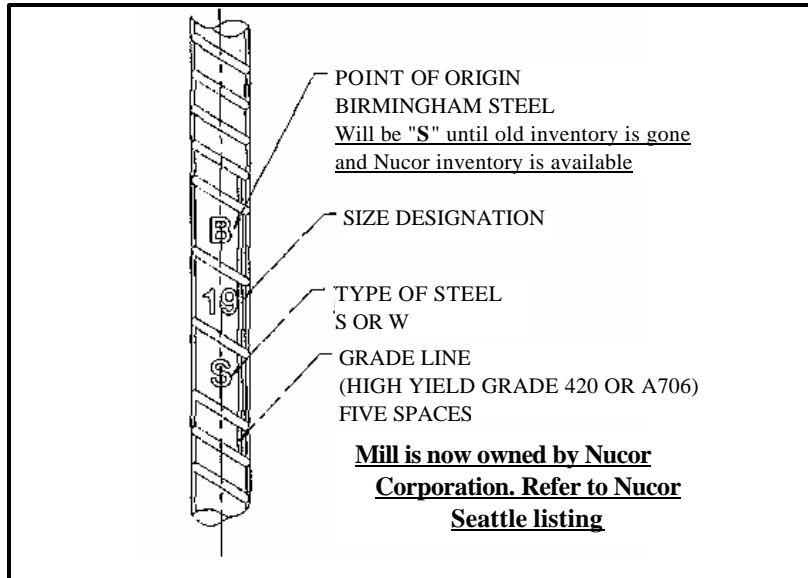 POINT OF ORIGIN
BIRMINGHAM STEEL
Will be "S" until old inventory is gone
and Nucor inventory is available
B
SIZE DESIGNATION
19
TYPE OF STEEL
S OR W
S
GRADE LINE
(HIGH YIELD GRADE 420 OR A706)
FIVE SPACES
Mill is now owned by Nucor
Corporation. Refer to Nucor
Seattle listing